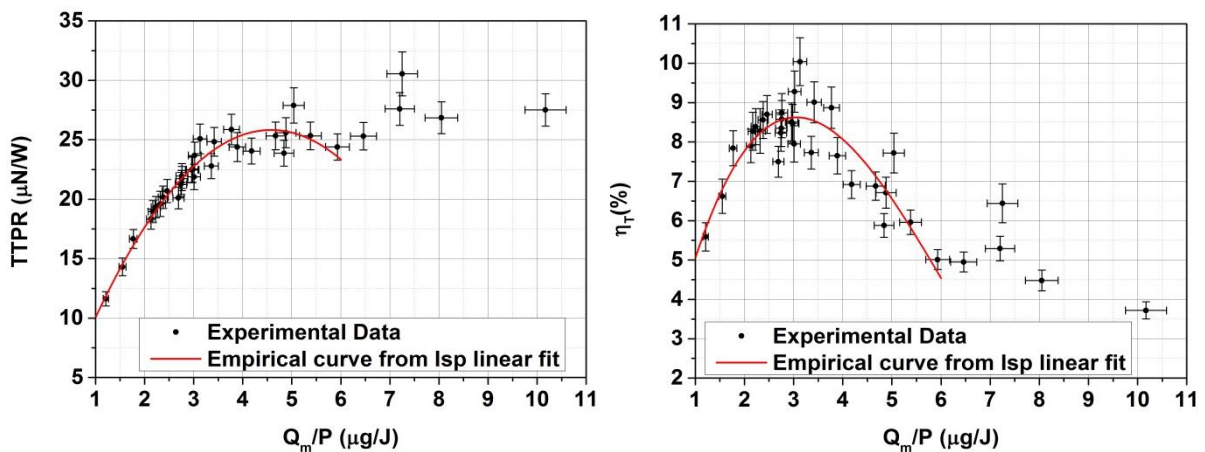 35
30
25
20
15
10
5
TTPR (μN/W)
Experimental Data
Empirical curve from Isp linear fit
1 2 3 4 5 6 7 8 9 10 11
Qm/P (μg/J)
11
10
9
8
7
6
5
4
3
2
ηT(%)
Experimental Data
Empirical curve from Isp linear fit
1 2 3 4 5 6 7 8 9 10 11
Qm/P (μg/J)